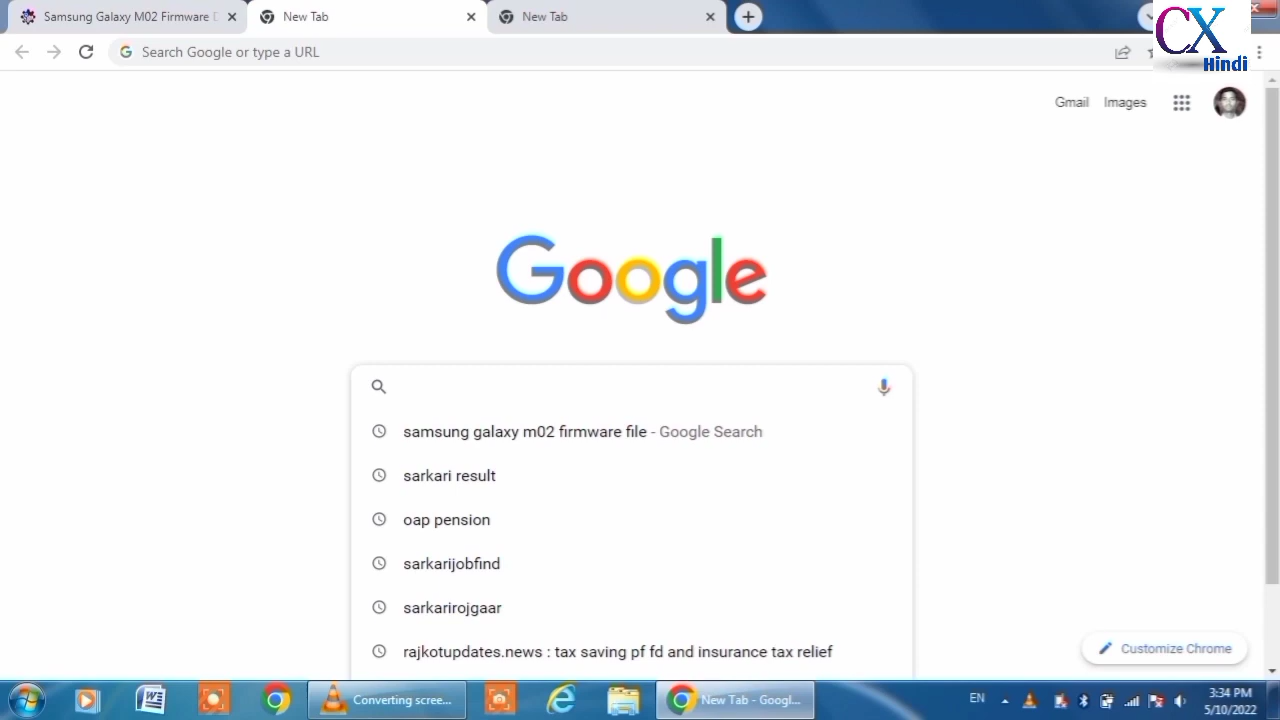 Samsung Galaxy M02 Firmware D
New Tab
New Tab
CX
Hindi
Search Google or type a URL
Gmail
Images
Google
samsung galaxy m02 firmware file - Google Search
sarkari result
oap pension
sarkarijobfind
sarkarirojgaar
rajkotupdates.news : tax saving pf fd and insurance tax relief
Customize Chrome
Converting scree...
New Tab - Googl...
EN
3:34 PM
5/10/2022